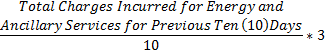 Total Charges Incurred for Energy and
Ancillary Services for Previous Ten (10)Days
10
* 3